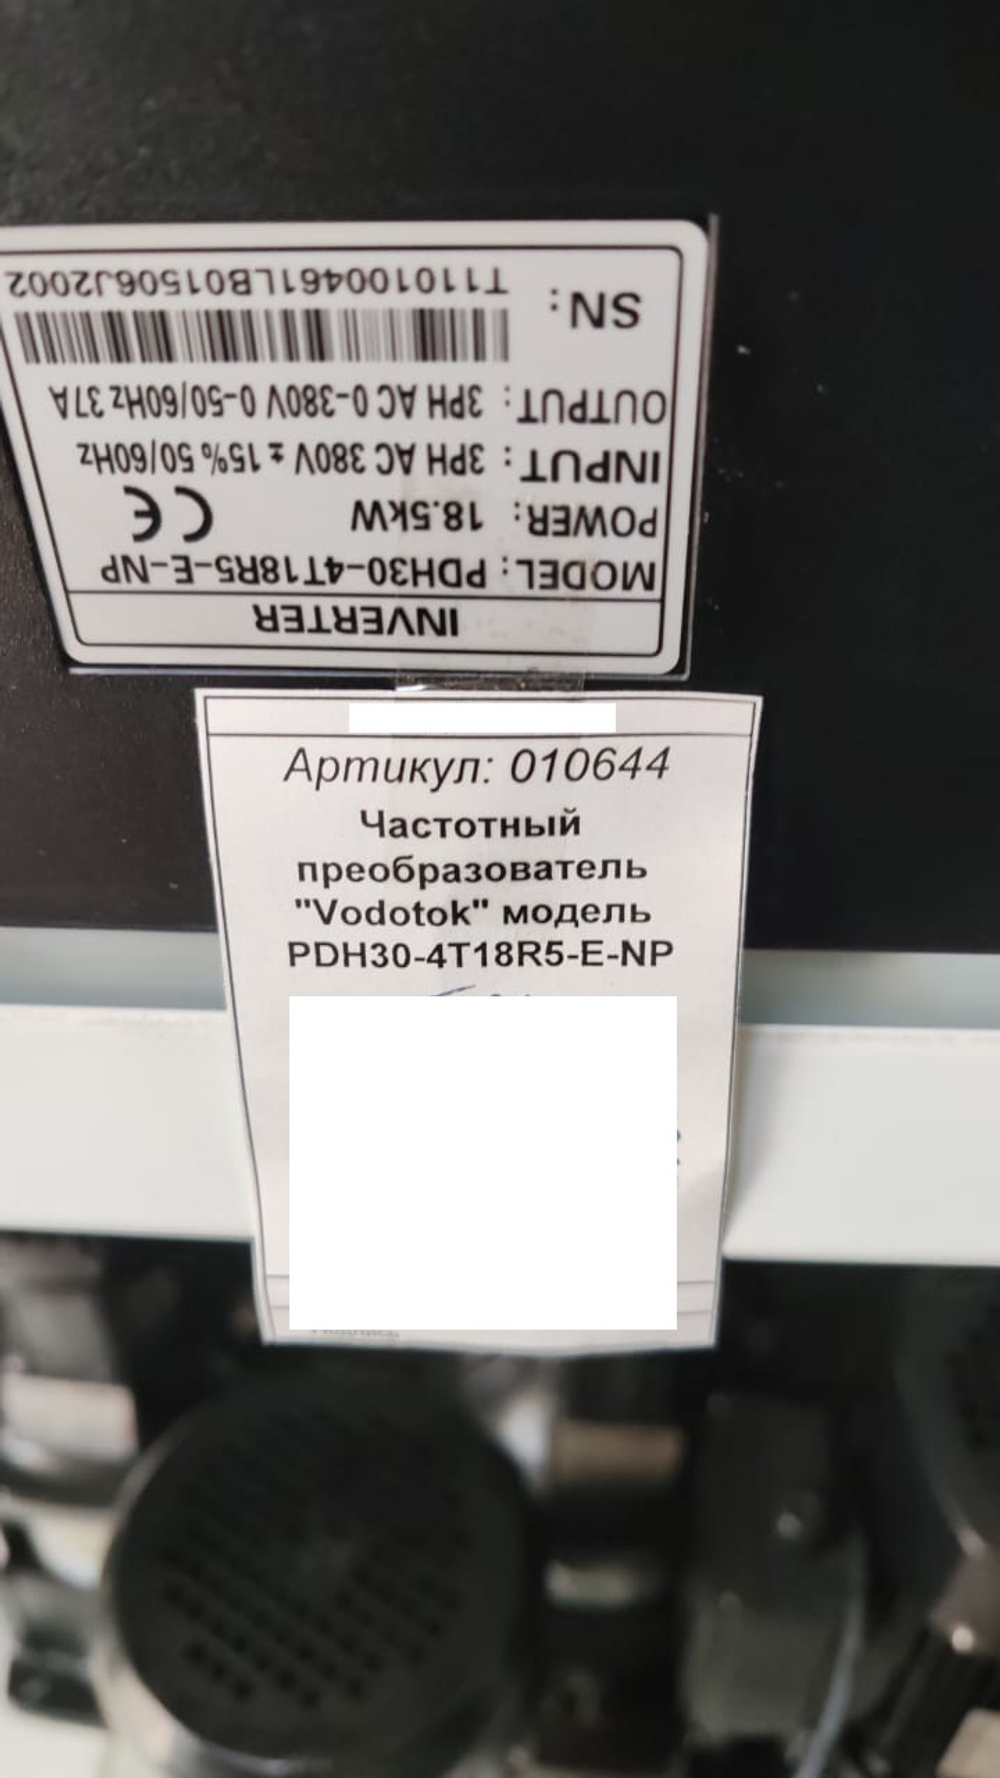 INVERTER
MODEL: PDH30-4T18R5-E-NP
POWER: 18.5kW CE
INPUT: 3PH AC 380V ± 15% 50/60Hz
OUTPUT: 3PH AC 0-380V 0-50/60Hz 37A
SN: T110100461LB01506J2002
Артикул: 010644
Частотный
преобразователь
"Vodotok" модель
PDH30-4T18R5-E-NP